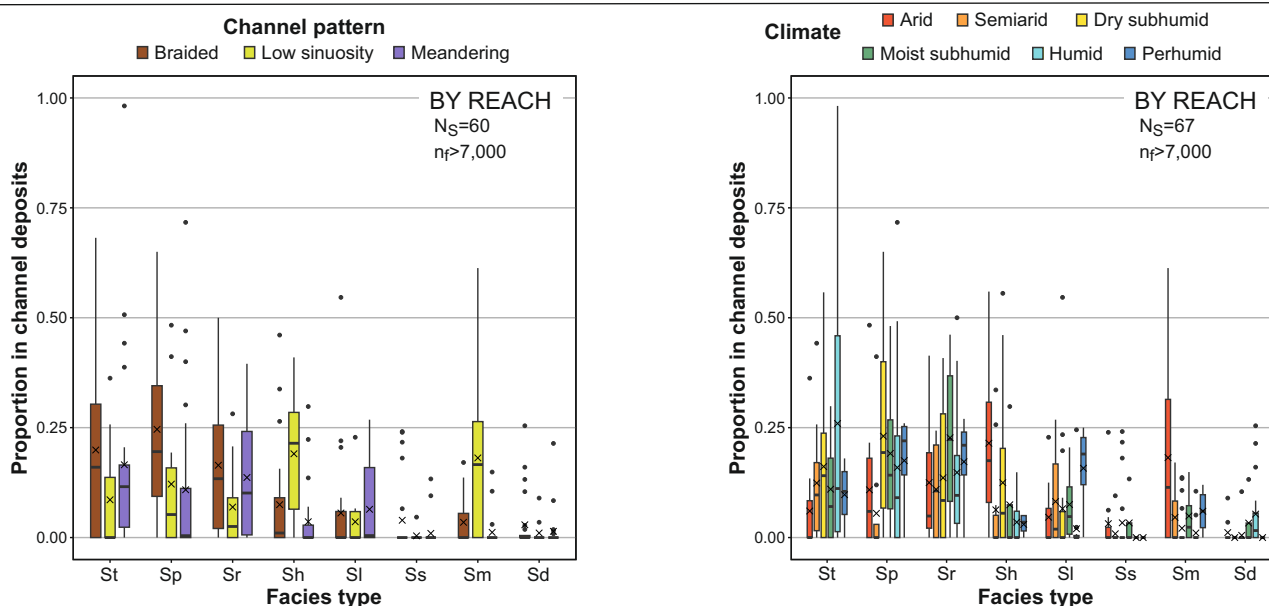 Channel pattern
Braided Low sinuosity Meandering
Proportion in channel deposits
1.00
0.75
0.50
0.25
0.00
BY REACH
NS=60
nf>7,000
St Sp Sr Sh Sl Ss Sm Sd
Facies type
Climate
Arid Semiarid Dry subhumid
Moist subhumid Humid Perhumid
Proportion in channel deposits
1.00
0.75
0.50
0.25
0.00
BY REACH
NS=67
nf>7,000
St Sp Sr Sh Sl Ss Sm Sd
Facies type